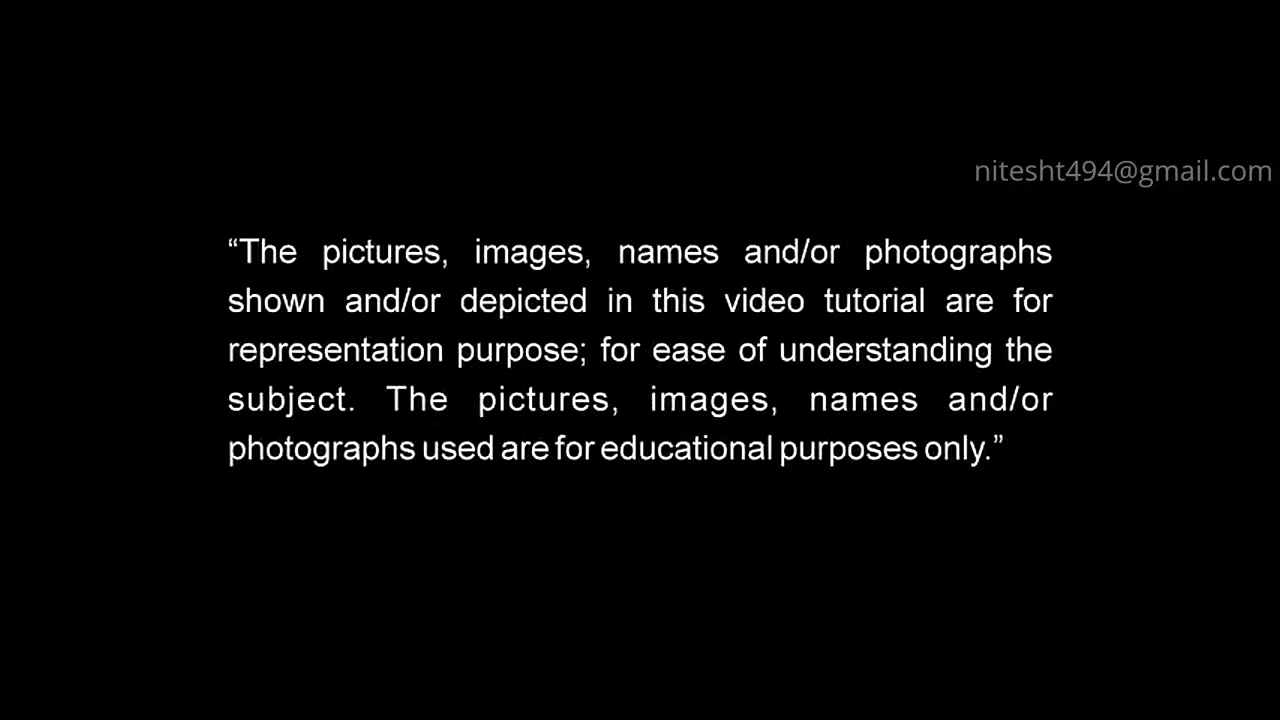 nitesht494@gmail.com
“The pictures, images, names and/or photographs
shown and/or depicted in this video tutorial are for
representation purpose; for ease of understanding the
subject. The pictures, images, names and/or
photographs used are for educational purposes only.”